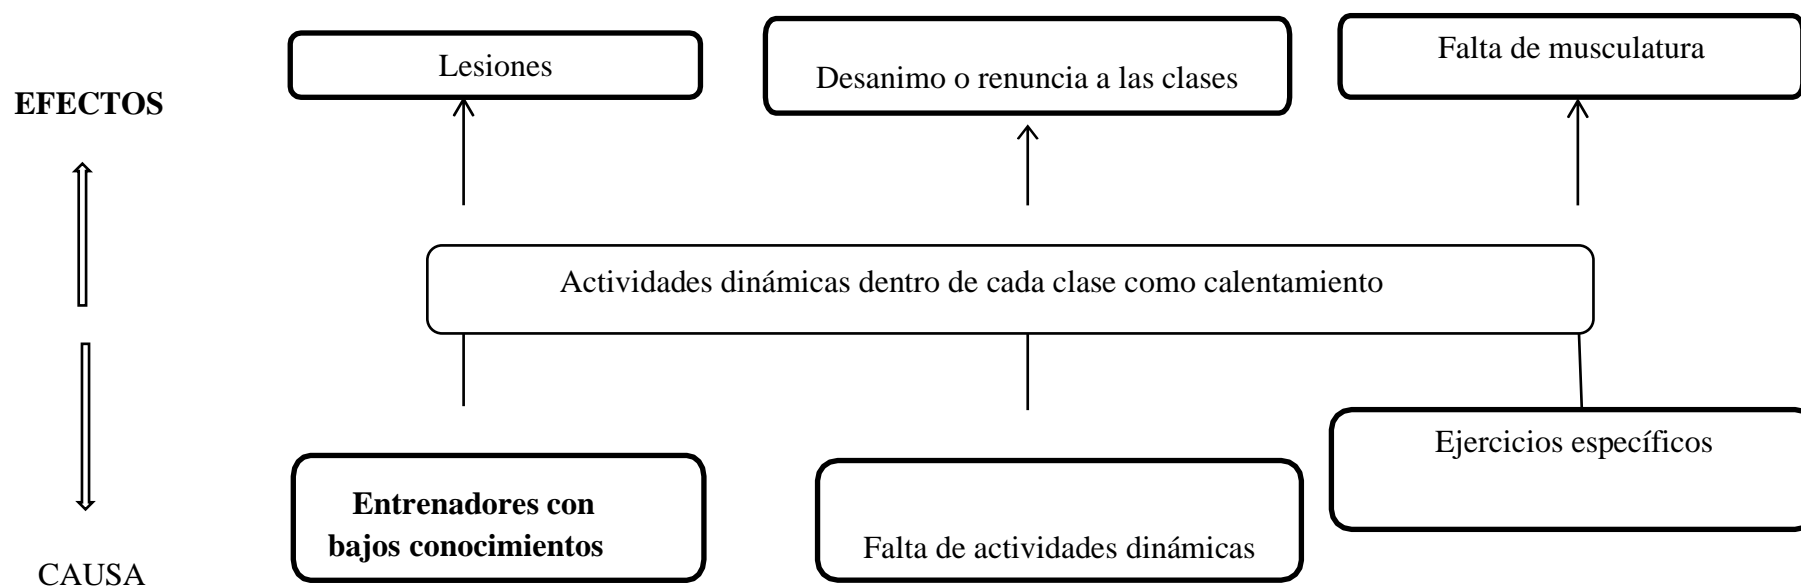 Lesiones
Desanimo o renuncia a las clases
Falta de musculatura
EFECTOS
Actividades dinámicas dentro de cada clase como calentamiento
Entrenadores con
bajos conocimientos
Falta de actividades dinámicas
Ejercicios específicos
CAUSA